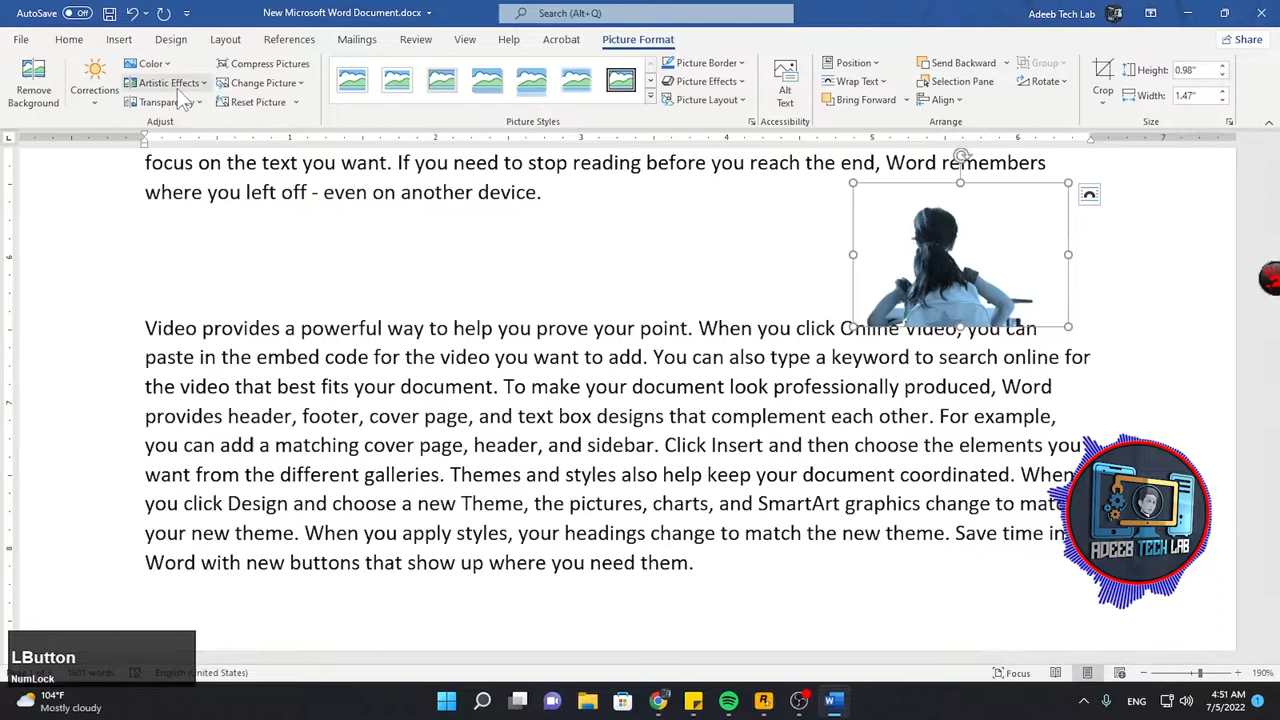 AutoSave Off New Microsoft Word Document.docx Search (Alt+Q) Adeeb Tech Lab
File Home Insert Design Layout References Mailings Review View Help Acrobat Picture Format Share
Remove Background
Corrections
Color
Artistic Effects
Compress Pictures
Change Picture
Reset Picture
Adjust
Picture Styles
Picture Border
Picture Effects
Picture Layout
Alt Text
Accessibility
Position
Wrap Text
Bring Forward
Send Backward
Selection Pane
Align
Group
Rotate
Arrange
Crop
Height: 0.98"
Width: 1.47"
Size
1 2 3 4 5 6 7
focus on the text you want. If you need to stop reading before you reach the end, Word remembers
where you left off - even on another device.
Video provides a powerful way to help you prove your point. When you click Online Video, you can
paste in the embed code for the video you want to add. You can also type a keyword to search online for
the video that best fits your document. To make your document look professionally produced, Word
provides header, footer, cover page, and text box designs that complement each other. For example,
you can add a matching cover page, header, and sidebar. Click Insert and then choose the elements you
want from the different galleries. Themes and styles also help keep your document coordinated. When
you click Design and choose a new Theme, the pictures, charts, and SmartArt graphics change to
your new theme. When you apply styles, your headings change to match the new theme. Save time in
Word with new buttons that show up where you need them.
ADEEB TECH LAB
LButton
NumLock
1601 words English (United States) Focus 190%
104°F
Mostly cloudy
ENG
4:51 AM
7/5/2022